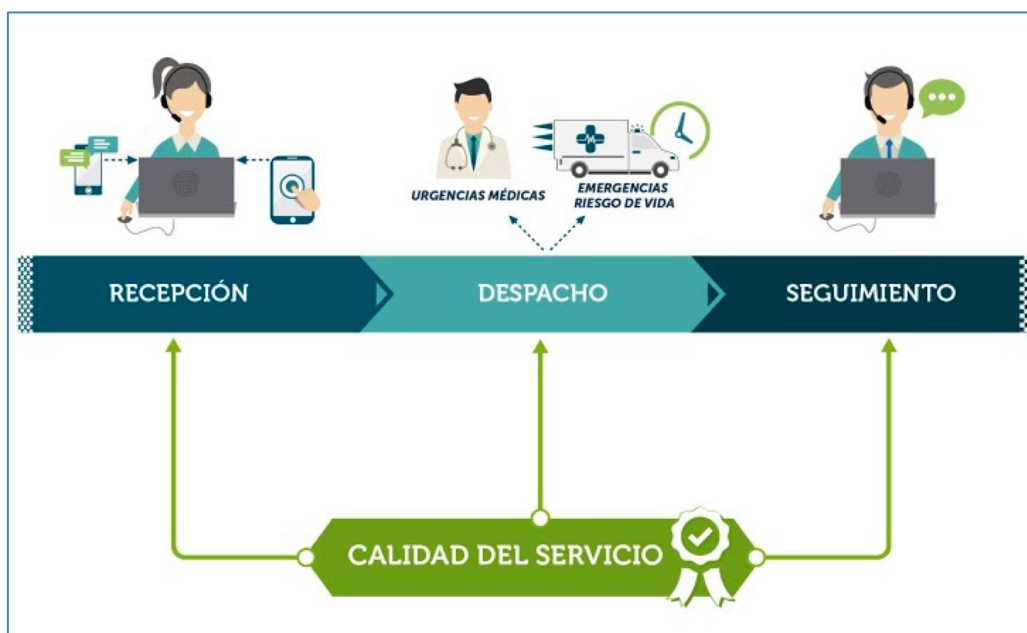 URGENCIAS MÉDICAS
EMERGENCIAS
RIESGO DE VIDA
RECEPCIÓN
DESPACHO
SEGUIMIENTO
CALIDAD DEL SERVICIO